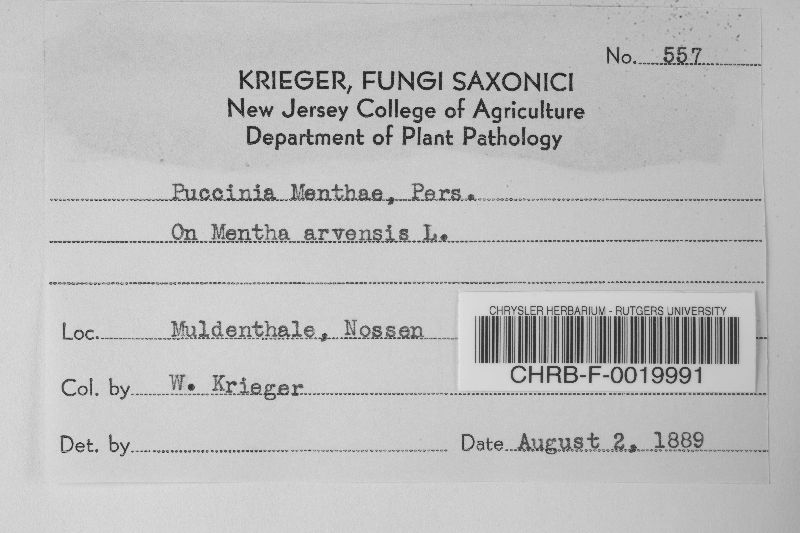 No. 557
KRIEGER, FUNGI SAXONICI
New Jersey College of Agriculture
Department of Plant Pathology
Puccinia Menthae, Pers.
On Mentha arvensis L.
Loc. Muldenthale, Nossen
CHRYSLER HERBARIUM - RUTGERS UNIVERSITY
CHRB-F-0019991
Col. by W. Krieger
Det. by
Date August 2, 1889